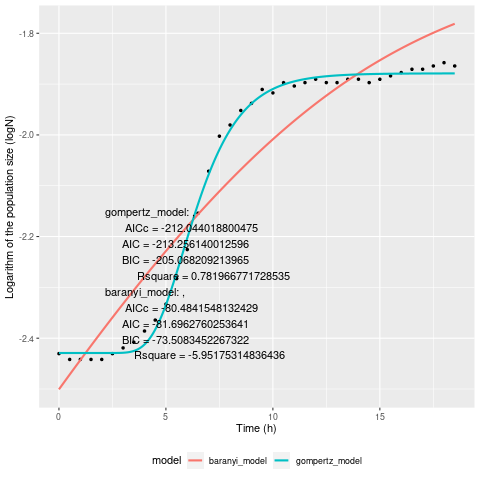 -1.8
-2.0
-2.2
-2.4
Logarithm of the population size (logN)
gompertz_model: ,
AICc = -212.044018800475
AIC = -213.256140012596
BIC = -205.068209213965
Rsquare = 0.781966771728535
baranyi_model: ,
AICc = -80.4841548132429
AIC = -81.6962760253641
BIC = -73.5083452267322
Rsquare = -5.95175314836436
0 5 10 15
Time (h)
model baranyi_model gompertz_model